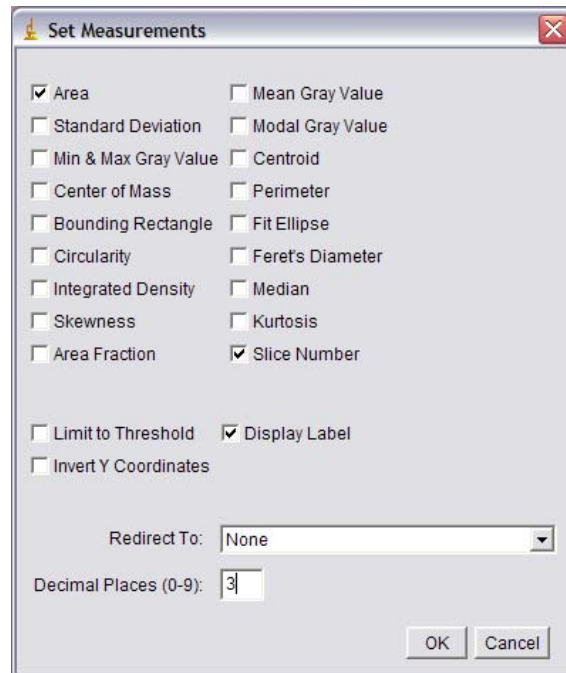 Set Measurements
Area Mean Gray Value
Standard Deviation Modal Gray Value
Min & Max Gray Value Centroid
Center of Mass Perimeter
Bounding Rectangle Fit Ellipse
Circularity Feret's Diameter
Integrated Density Median
Skewness Kurtosis
Area Fraction Slice Number
Limit to Threshold Display Label
Invert Y Coordinates
Redirect To: None
Decimal Places (0-9): 3
OK Cancel